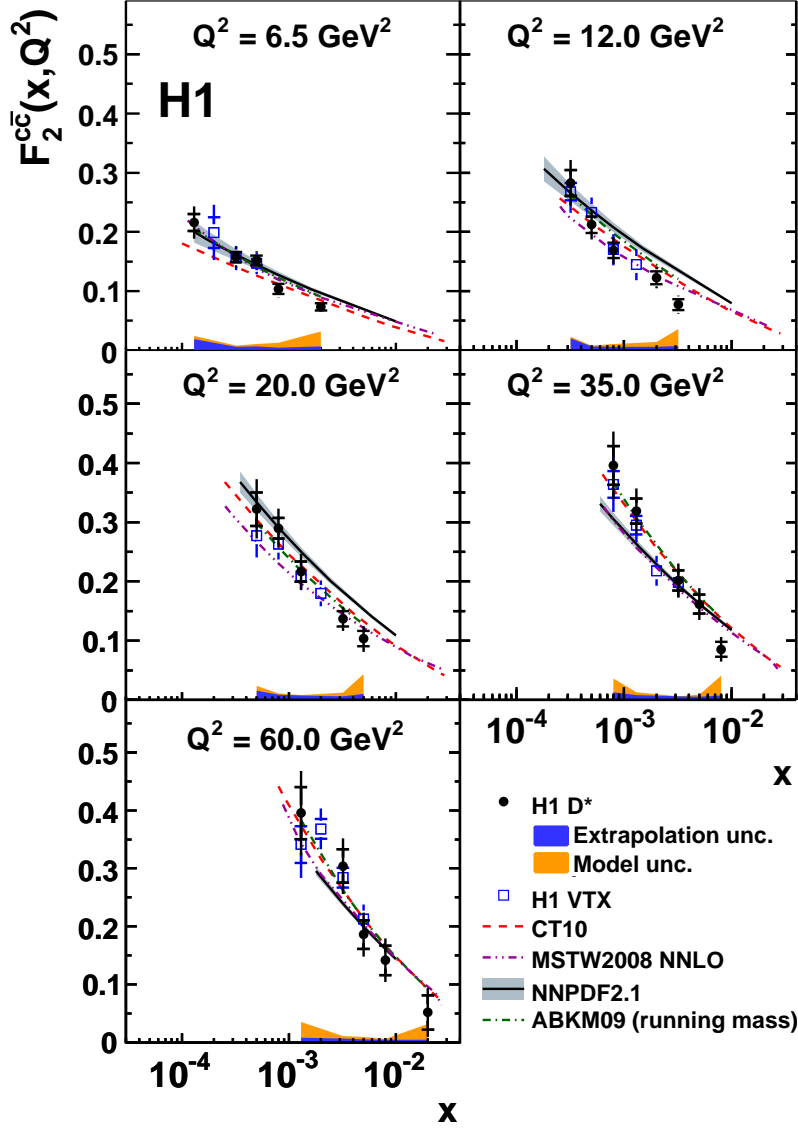 F₂^{cc̄}(x,Q²)
Q² = 6.5 GeV²
Q² = 12.0 GeV²
H1
0.5
0.4
0.3
0.2
0.1
0
Q² = 20.0 GeV²
Q² = 35.0 GeV²
0.5
0.4
0.3
0.2
0.1
0
10⁻⁴
10⁻³
10⁻²
x
Q² = 60.0 GeV²
0.5
0.4
0.3
0.2
0.1
0
10⁻⁴
10⁻³
10⁻²
x
H1 D*
Extrapolation unc.
Model unc.
H1 VTX
CT10
MSTW2008 NNLO
NNPDF2.1
ABKM09 (running mass)